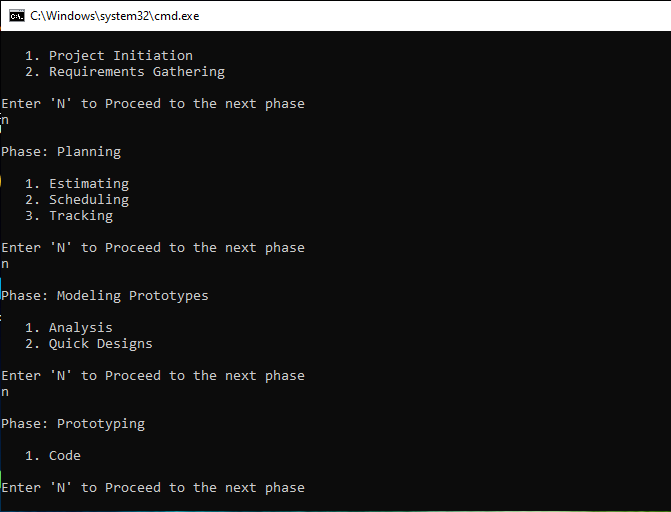 C:\Windows\system32\cmd.exe
1. Project Initiation
2. Requirements Gathering
Enter 'N' to Proceed to the next phase
n
Phase: Planning
1. Estimating
2. Scheduling
3. Tracking
Enter 'N' to Proceed to the next phase
n
Phase: Modeling Prototypes
1. Analysis
2. Quick Designs
Enter 'N' to Proceed to the next phase
n
Phase: Prototyping
1. Code
Enter 'N' to Proceed to the next phase